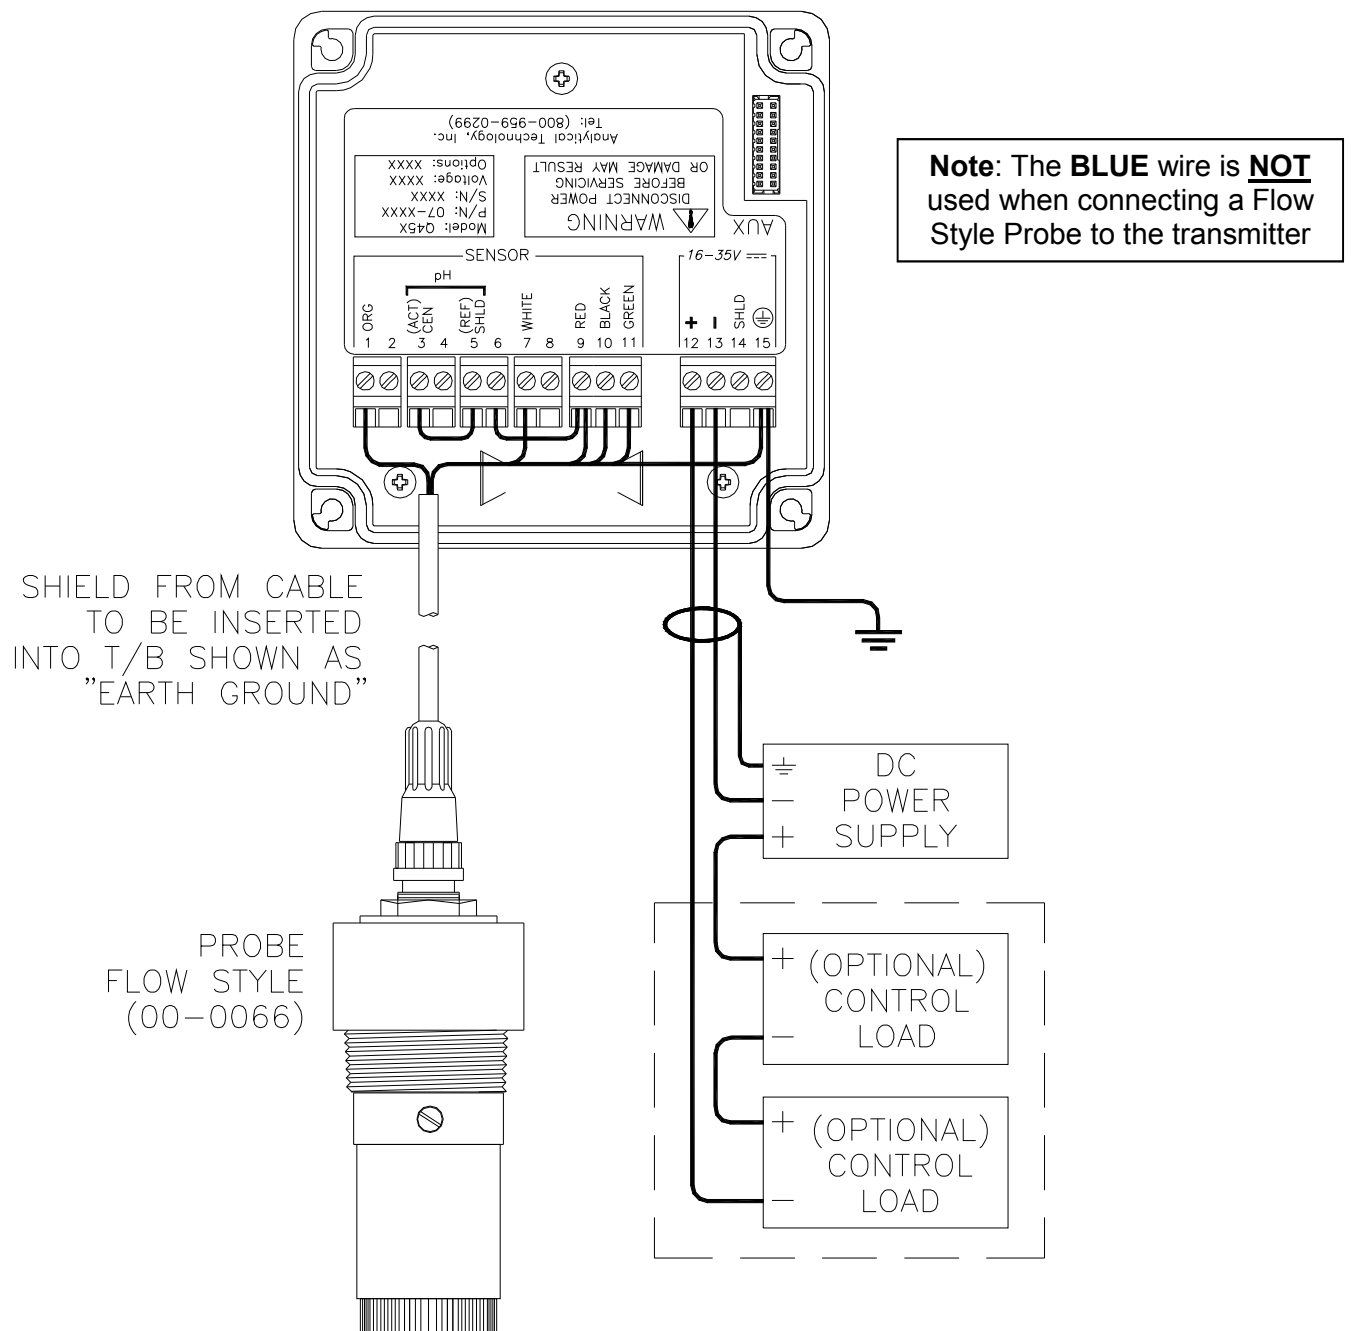 Tel: (800-959-0299)
Analytical Technology, Inc.
Options: XXXX
Voltage: XXXX
S/N: XXXX
P/N: 07-XXXX
Model: Q45X
OR DAMAGE MAY RESULT
BEFORE SERVICING
DISCONNECT POWER
WARNING
AUX
Note: The BLUE wire is NOT
used when connecting a Flow
Style Probe to the transmitter
SENSOR
16-35V
pH
ORG
(ACT)
CEN
(REF)
SHLD
WHITE
RED
BLACK
GREEN
+
−
SHLD
1 2 3 4 5 6 7 8 9 10 11 12 13 14 15
SHIELD FROM CABLE
TO BE INSERTED
INTO T/B SHOWN AS
"EARTH GROUND"
DC
− POWER
+ SUPPLY
PROBE
FLOW STYLE
(00-0066)
+ (OPTIONAL)
CONTROL
− LOAD
+ (OPTIONAL)
CONTROL
− LOAD